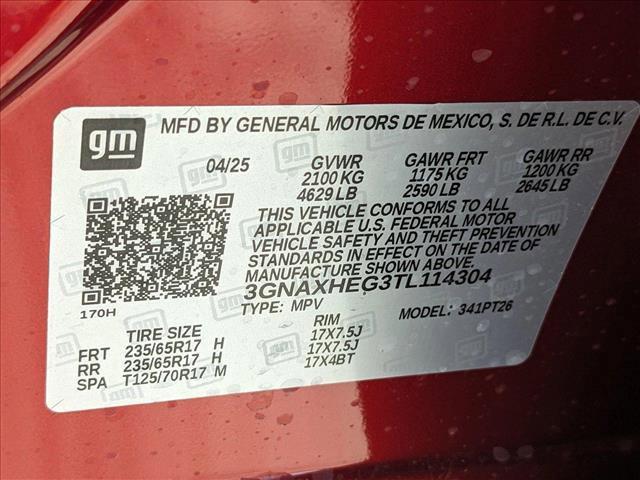 gm
MFD BY GENERAL MOTORS DE MEXICO, S. DE R.L. DE C.V.
04/25 GVWR GAWR FRT GAWR RR
2100 KG 1175 KG 1200 KG
4629 LB 2590 LB 2645 LB
THIS VEHICLE CONFORMS TO ALL
APPLICABLE U.S. FEDERAL MOTOR
VEHICLE SAFETY AND THEFT PREVENTION
STANDARDS IN EFFECT ON THE DATE OF
MANUFACTURE SHOWN ABOVE.
3GNAXHEG3TL114304
170H TYPE: MPV MODEL: 341PT26
TIRE SIZE RIM
FRT 235/65R17 H 17X7.5J
RR 235/65R17 H 17X7.5J
SPA T125/70R17 M 17X4BT